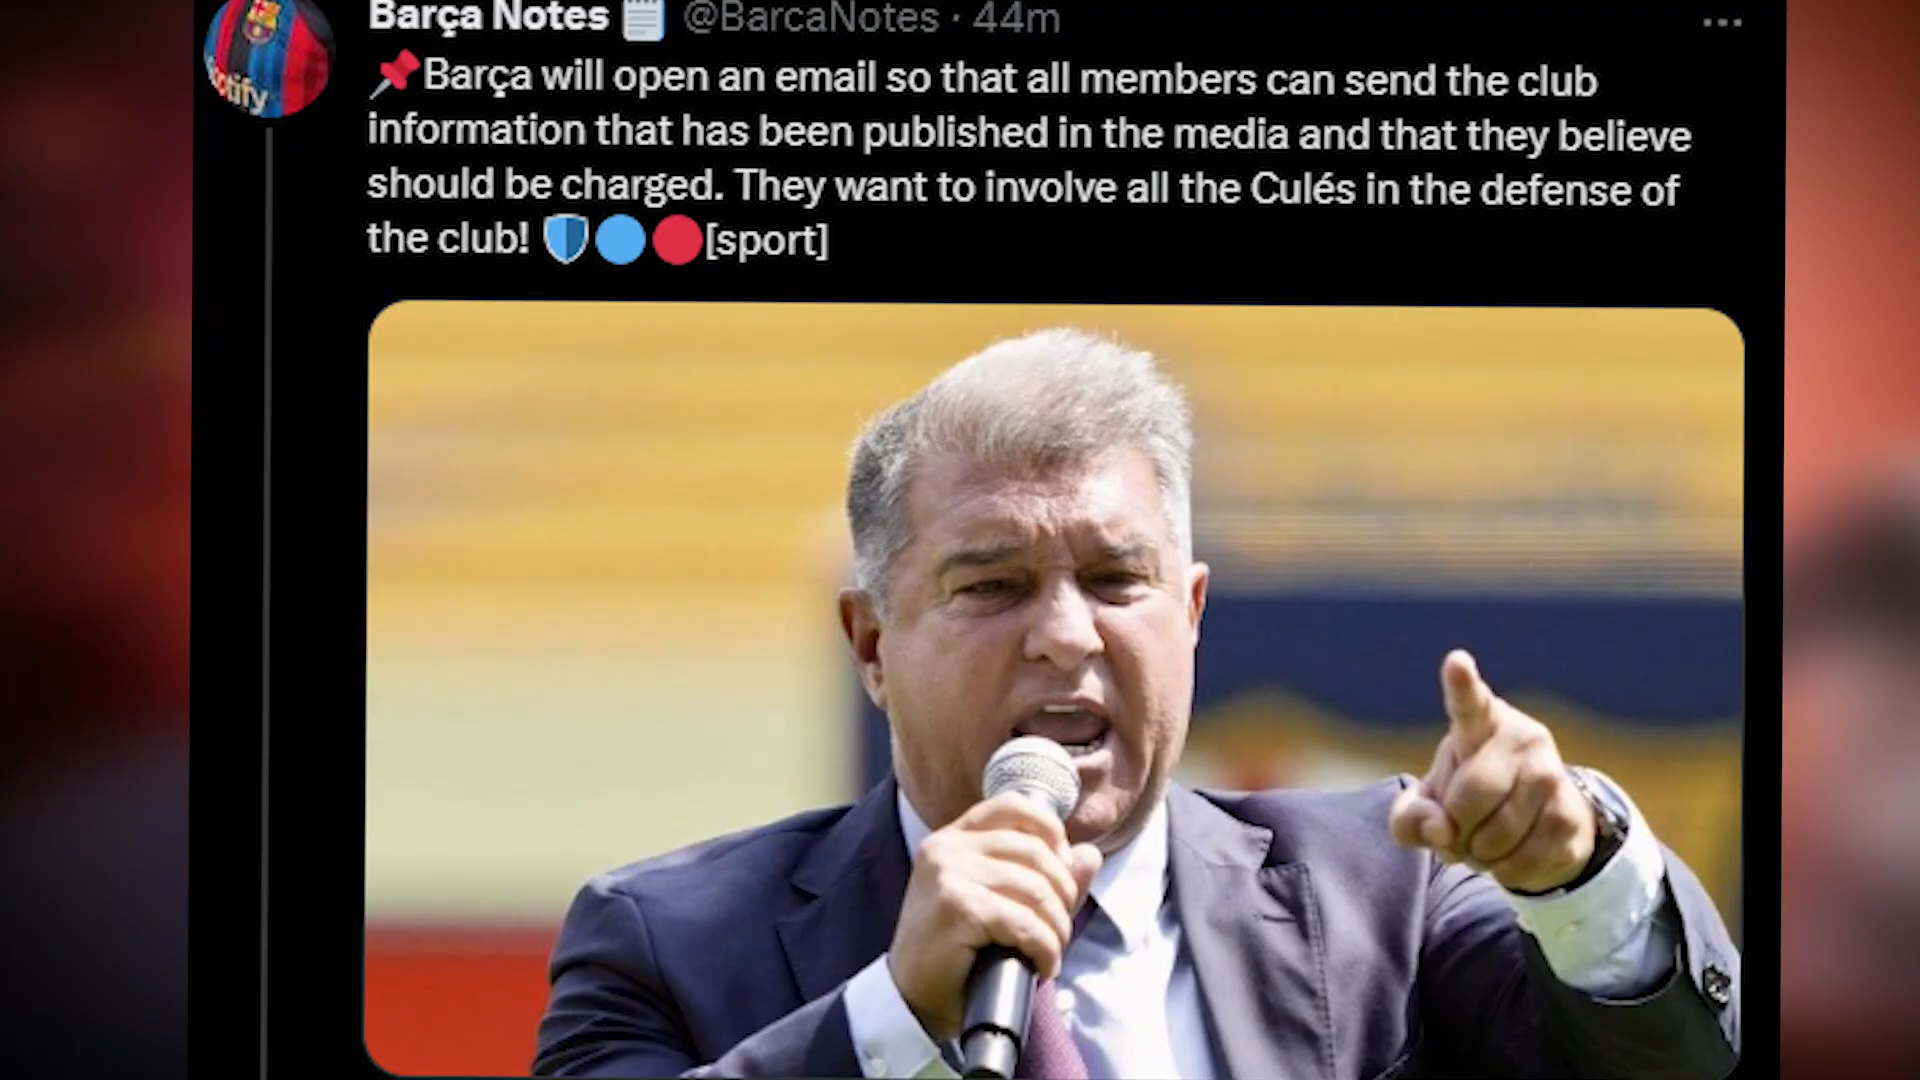 Barça Notes 🗒️ @BarcaNotes · 44m
📌Barça will open an email so that all members can send the club
information that has been published in the media and that they believe
should be charged. They want to involve all the Culés in the defense of
the club! 🛡️🔵🔴[sport]
otify